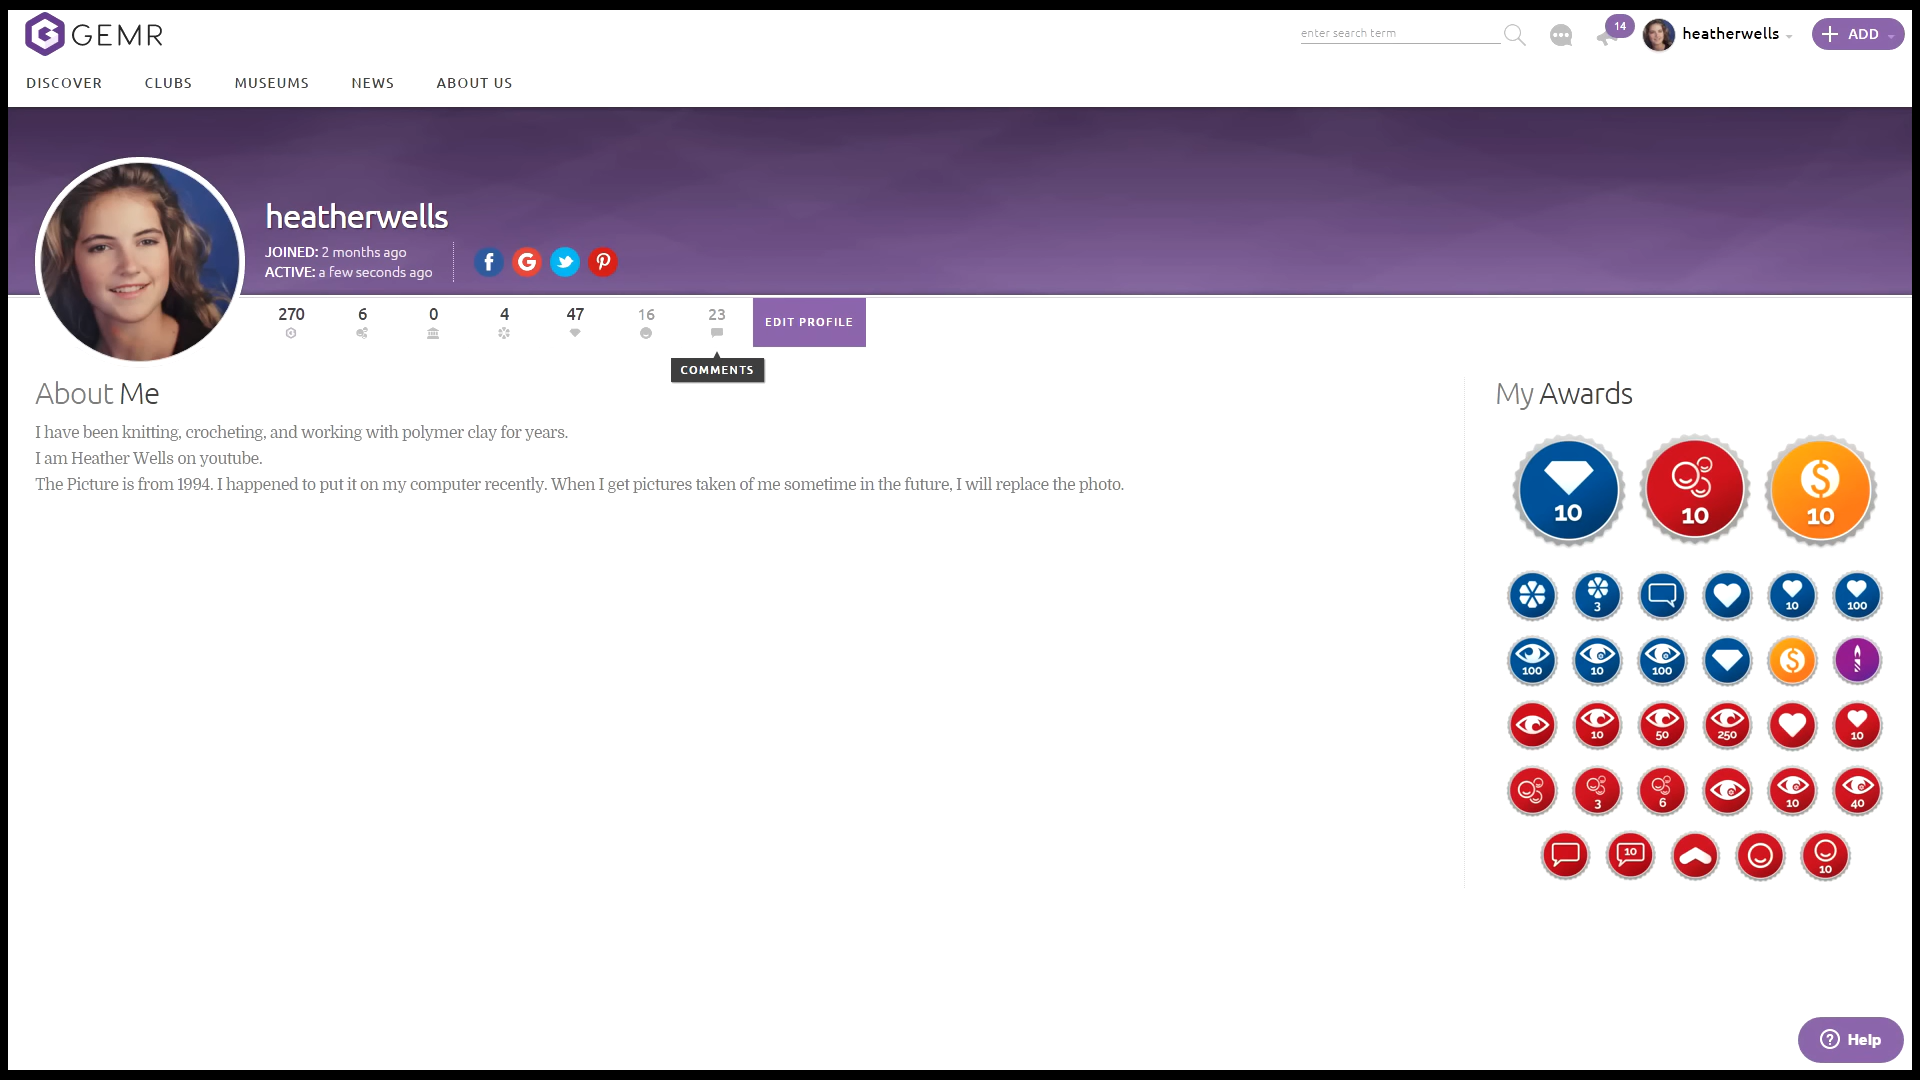 GEMR
enter search term
14
heatherwells
ADD
DISCOVER
CLUBS
MUSEUMS
NEWS
ABOUT US
heatherwells
JOINED: 2 months ago
ACTIVE: a few seconds ago
270
6
0
4
47
16
23
EDIT PROFILE
COMMENTS
About Me
I have been knitting, crocheting, and working with polymer clay for years.
I am Heather Wells on youtube.
The Picture is from 1994. I happened to put it on my computer recently. When I get pictures taken of me sometime in the future, I will replace the photo.
My Awards
10
10
10
3
10
100
100
10
100
10
50
250
10
3
6
10
40
10
10
Help